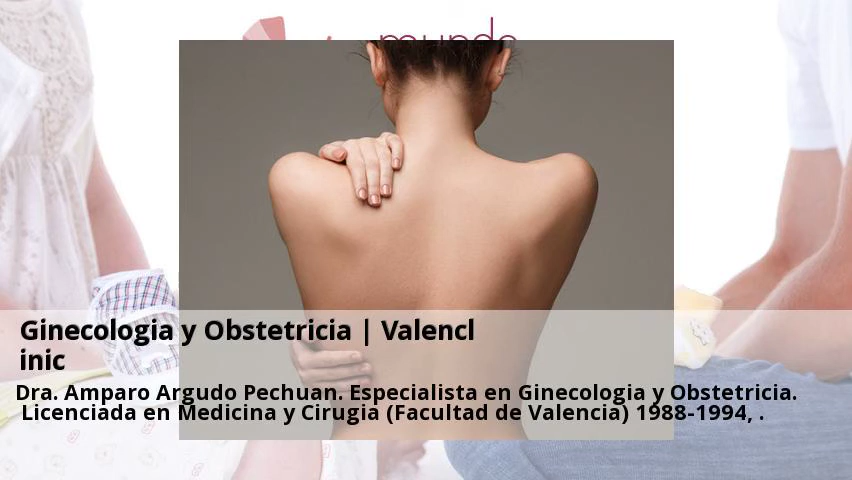 Ginecologia y Obstetricia | Valencl
inic
Dra. Amparo Argudo Pechuan. Especialista en Ginecologia y Obstetricia.
Licenciada en Medicina y Cirugia (Facultad de Valencia) 1988-1994, .